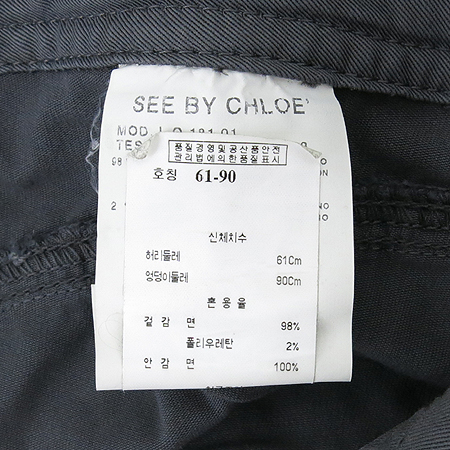 SEE BY CHLOE'
MOD
TES
98
품질경영및공산품안전
관리법에의한품질표시
호칭 61-90
신체치수
허리둘레 61Cm
엉덩이둘레 90Cm
혼용율
겉감 면 98%
폴리우레탄 2%
안감 면 100%